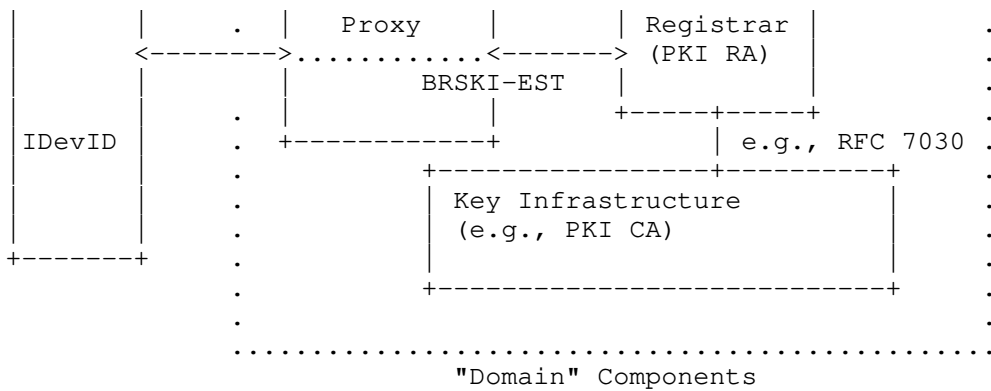 Proxy Registrar
(PKI RA)
BRSKI-EST
IDevID e.g., RFC 7030
Key Infrastructure
(e.g., PKI CA)
"Domain" Components